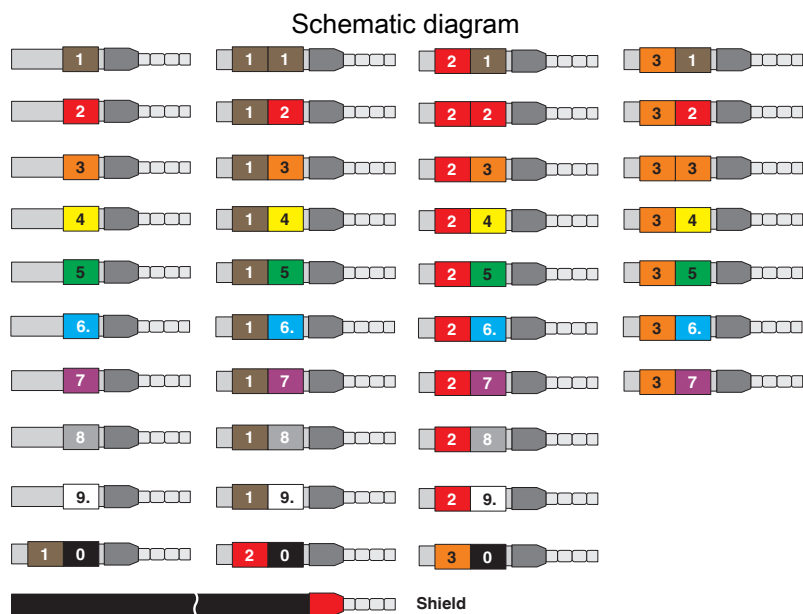 Schematic diagram
1 1 1 2 1 3 1
2 1 2 2 2 3 2
3 1 3 2 3 3 3
4 1 4 2 4 3 4
5 1 5 2 5 3 5
6. 1 6. 2 6. 3 6.
7 1 7 2 7 3 7
8 1 8 2 8
9. 1 9. 2 9.
1 0 2 0 3 0
Shield